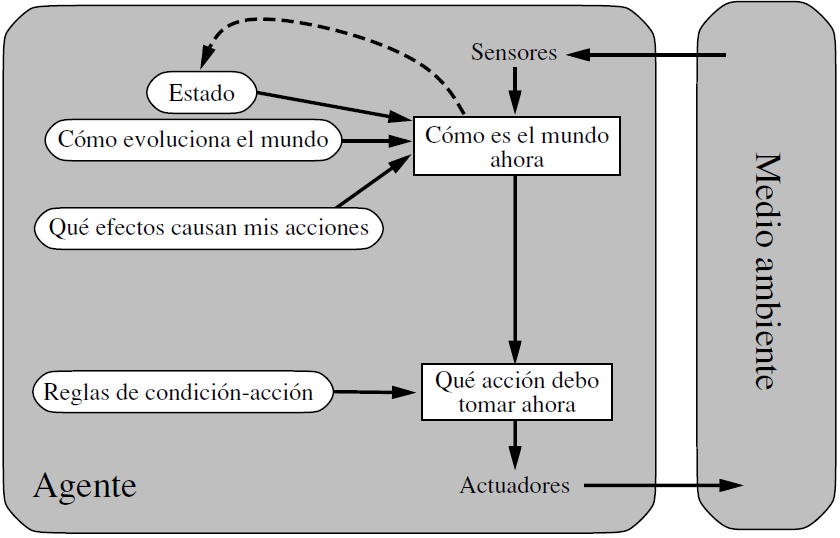 Sensores
Estado
Cómo evoluciona el mundo
Cómo es el mundo
ahora
Qué efectos causan mis acciones
Medio ambiente
Reglas de condición-acción
Qué acción debo
tomar ahora
Agente
Actuadores